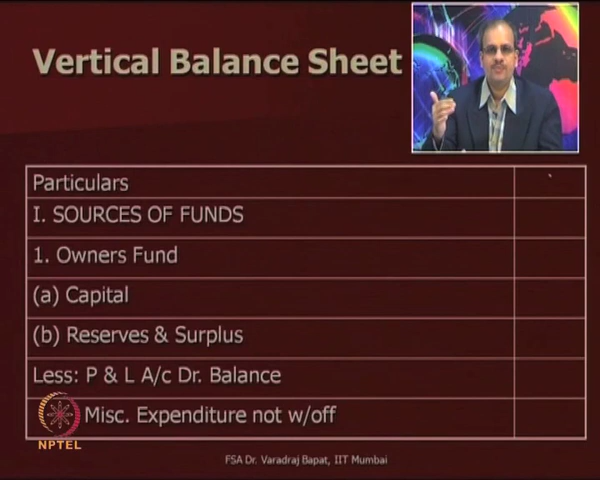 Vertical Balance Sheet
Particulars
I. SOURCES OF FUNDS
1. Owners Fund
(a) Capital
(b) Reserves & Surplus
Less: P & L A/c Dr. Balance
Misc. Expenditure not w/off
NPTEL
FSA Dr. Varadraj Bapat, IIT Mumbai